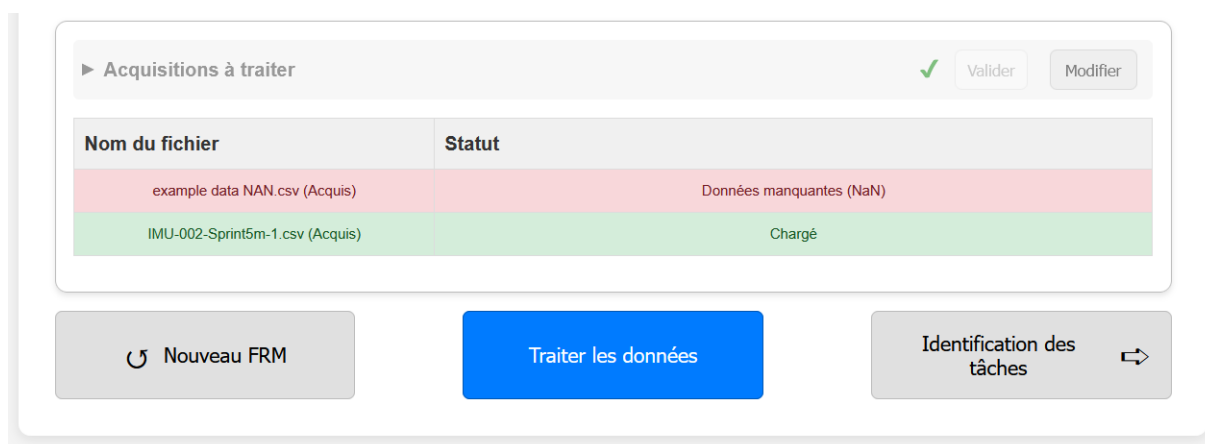 Acquisitions à traiter
Valider
Modifier
Nom du fichier
Statut
example data NAN.csv (Acquis)
Données manquantes (NaN)
IMU-002-Sprint5m-1.csv (Acquis)
Chargé
Nouveau FRM
Traiter les données
Identification des
tâches